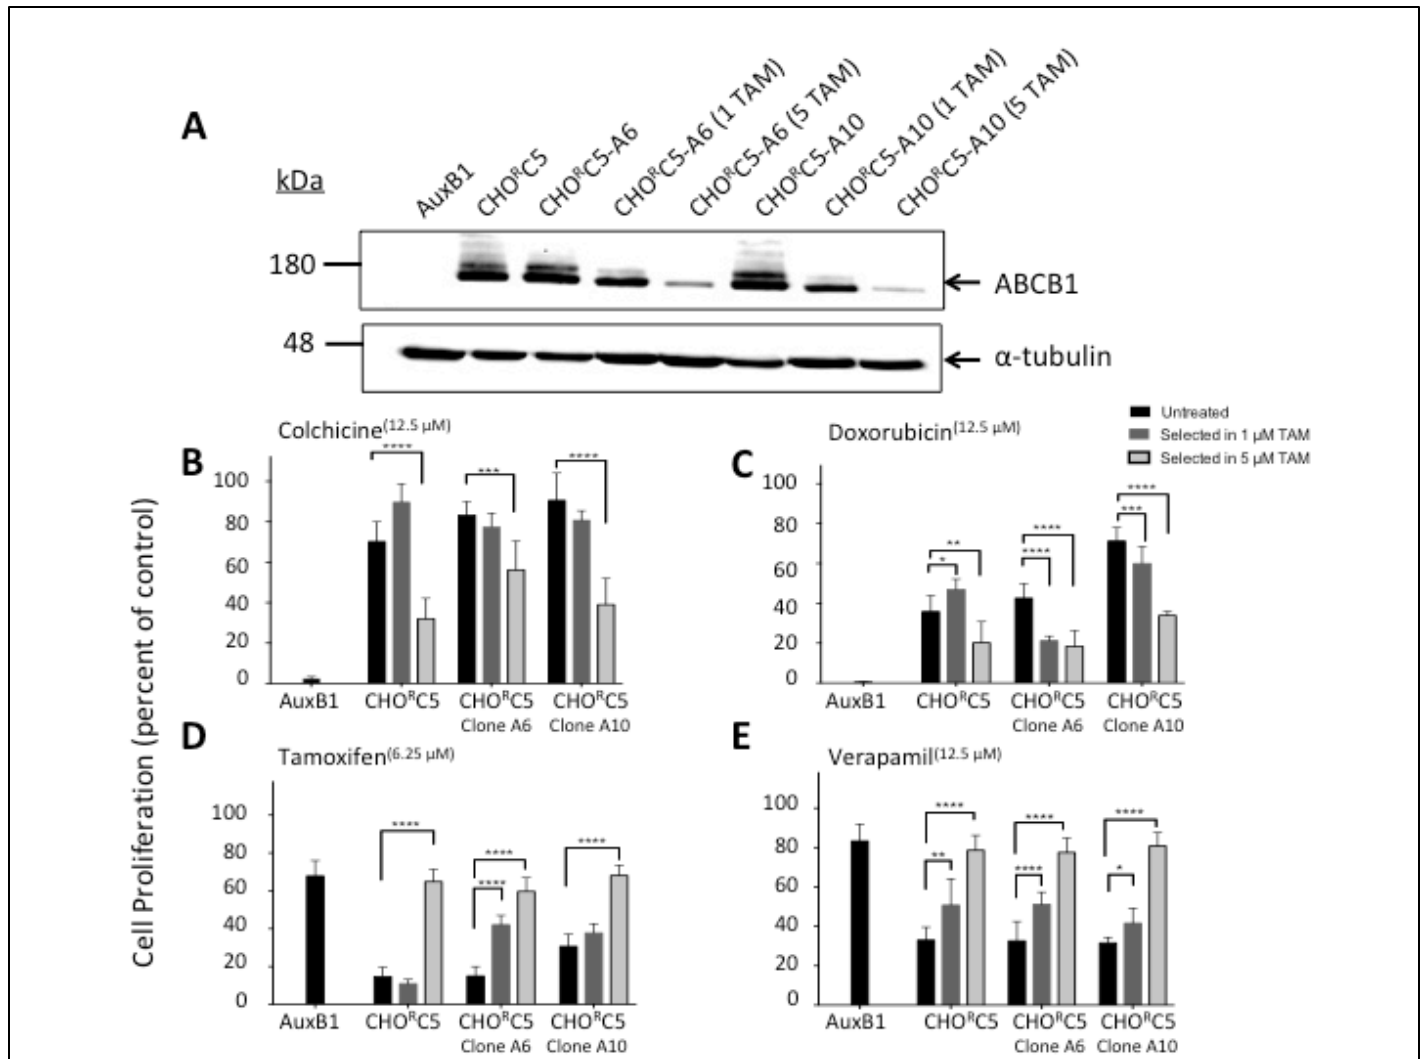 A
kDa
AuxB1
CHOᴿC5
CHOᴿC5-A6
CHOᴿC5-A6 (1 TAM)
CHOᴿC5-A6 (5 TAM)
CHOᴿC5-A10
CHOᴿC5-A10 (1 TAM)
CHOᴿC5-A10 (5 TAM)
180
ABCB1
48
α-tubulin
Untreated
Selected in 1 µM TAM
Selected in 5 µM TAM
Cell Proliferation (percent of control)
B
Colchicine(12.5 µM)
100
80
60
40
20
0
****
***
****
AuxB1 CHOᴿC5 CHOᴿC5 CHOᴿC5
Clone A6 Clone A10
C
Doxorubicin(12.5 µM)
100
80
60
40
20
0
**
*
****
****
****
***
AuxB1 CHOᴿC5 CHOᴿC5 CHOᴿC5
Clone A6 Clone A10
D
Tamoxifen(6.25 µM)
100
80
60
40
20
0
****
****
****
****
AuxB1 CHOᴿC5 CHOᴿC5 CHOᴿC5
Clone A6 Clone A10
E
Verapamil(12.5 µM)
100
80
60
40
20
0
****
**
****
****
****
*
AuxB1 CHOᴿC5 CHOᴿC5 CHOᴿC5
Clone A6 Clone A10